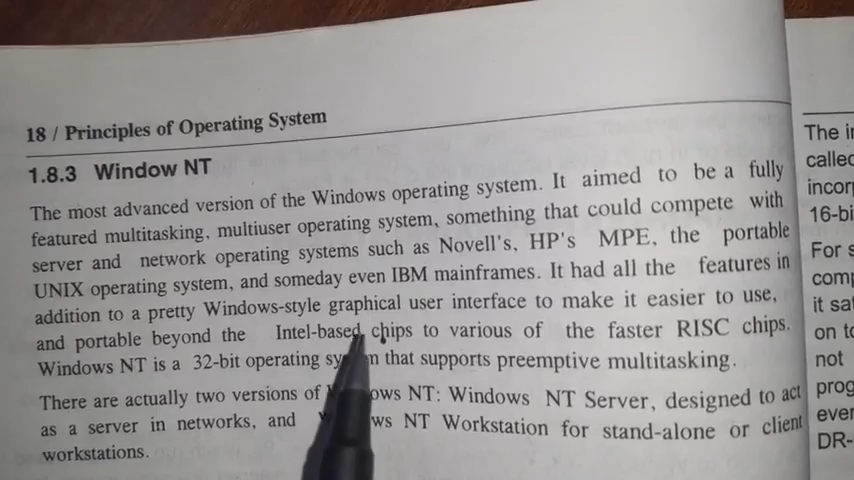 18 / Principles of Operating System
1.8.3 Window NT
The most advanced version of the Windows operating system. It aimed to be a fully
featured multitasking, multiuser operating system, something that could compete with
server and network operating systems such as Novell's, HP's MPE, the portable
UNIX operating system, and someday even IBM mainframes. It had all the features in
addition to a pretty Windows-style graphical user interface to make it easier to use,
and portable beyond the Intel-based chips to various of the faster RISC chips.
Windows NT is a 32-bit operating that supports preemptive multitasking.
There are actually two versions of NT: Windows NT Server, designed to act
as a server in networks, and NT Workstation for stand-alone or client
workstations.
The
called
16-bi
For
it sa
on to
not
prog
ever
DR-